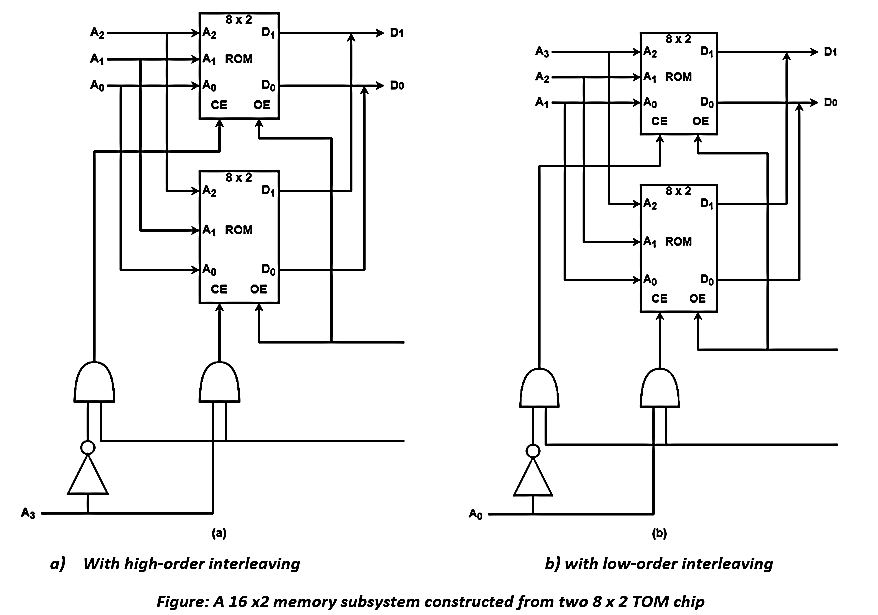 8 x 2
A2 A2 D1 D1
A1 A1 ROM
A0 A0 D0 D0
CE OE
8 x 2
A2 D1
A1 ROM
A0 D0
CE OE
A3
(a)
8 x 2
A3 A2 D1 D1
A2 A1 ROM
A1 A0 D0 D0
CE OE
8 x 2
A2 D1
A1 ROM
A0 D0
CE OE
A0
(b)
a) With high-order interleaving
b) with low-order interleaving
Figure: A 16 x2 memory subsystem constructed from two 8 x 2 TOM chip